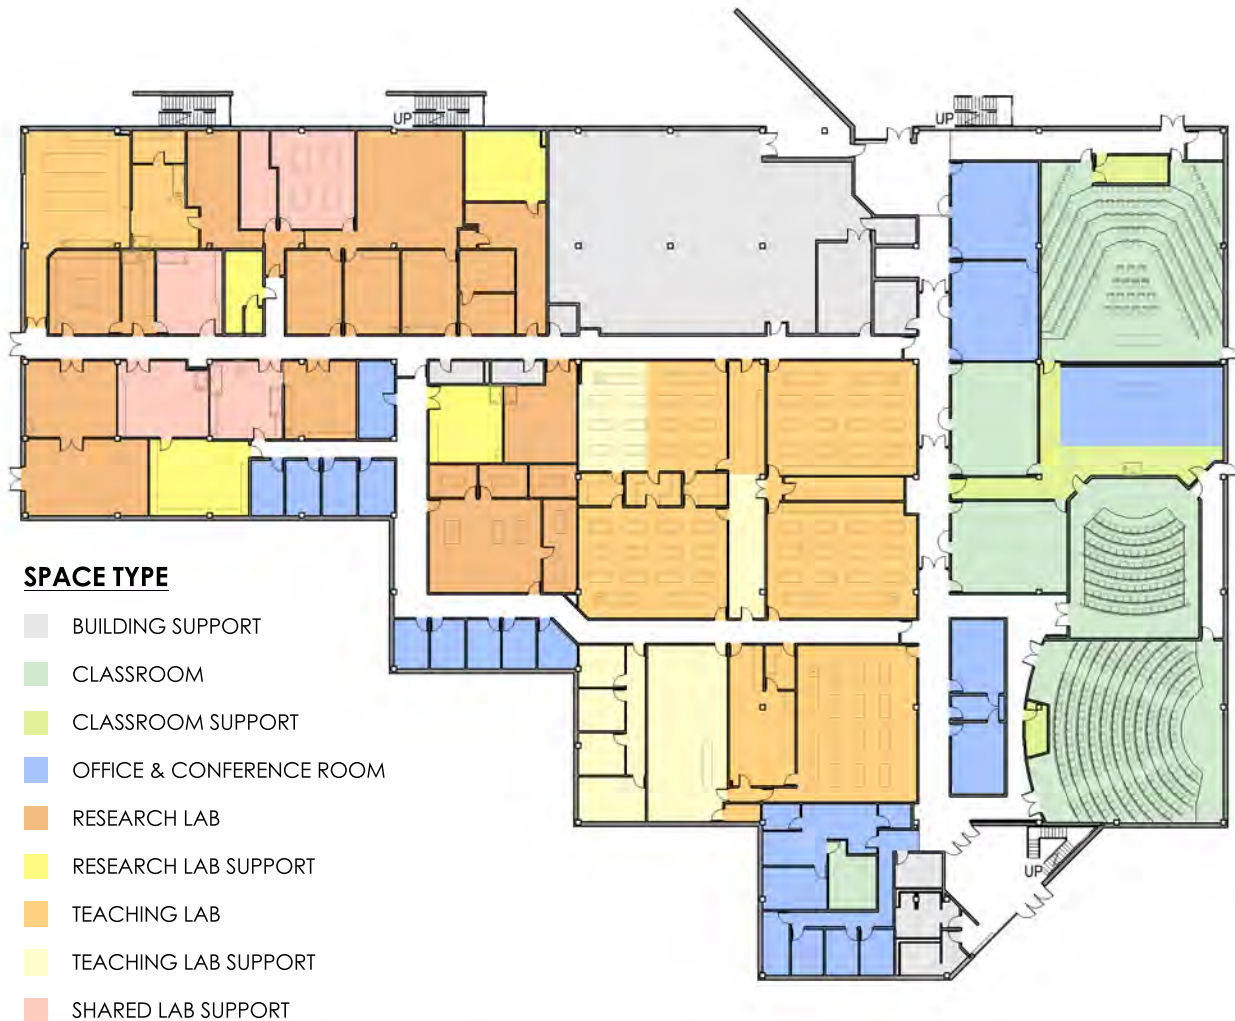 UP
UP
SPACE TYPE
BUILDING SUPPORT
CLASSROOM
CLASSROOM SUPPORT
OFFICE & CONFERENCE ROOM
RESEARCH LAB
RESEARCH LAB SUPPORT
UP
TEACHING LAB
TEACHING LAB SUPPORT
SHARED LAB SUPPORT